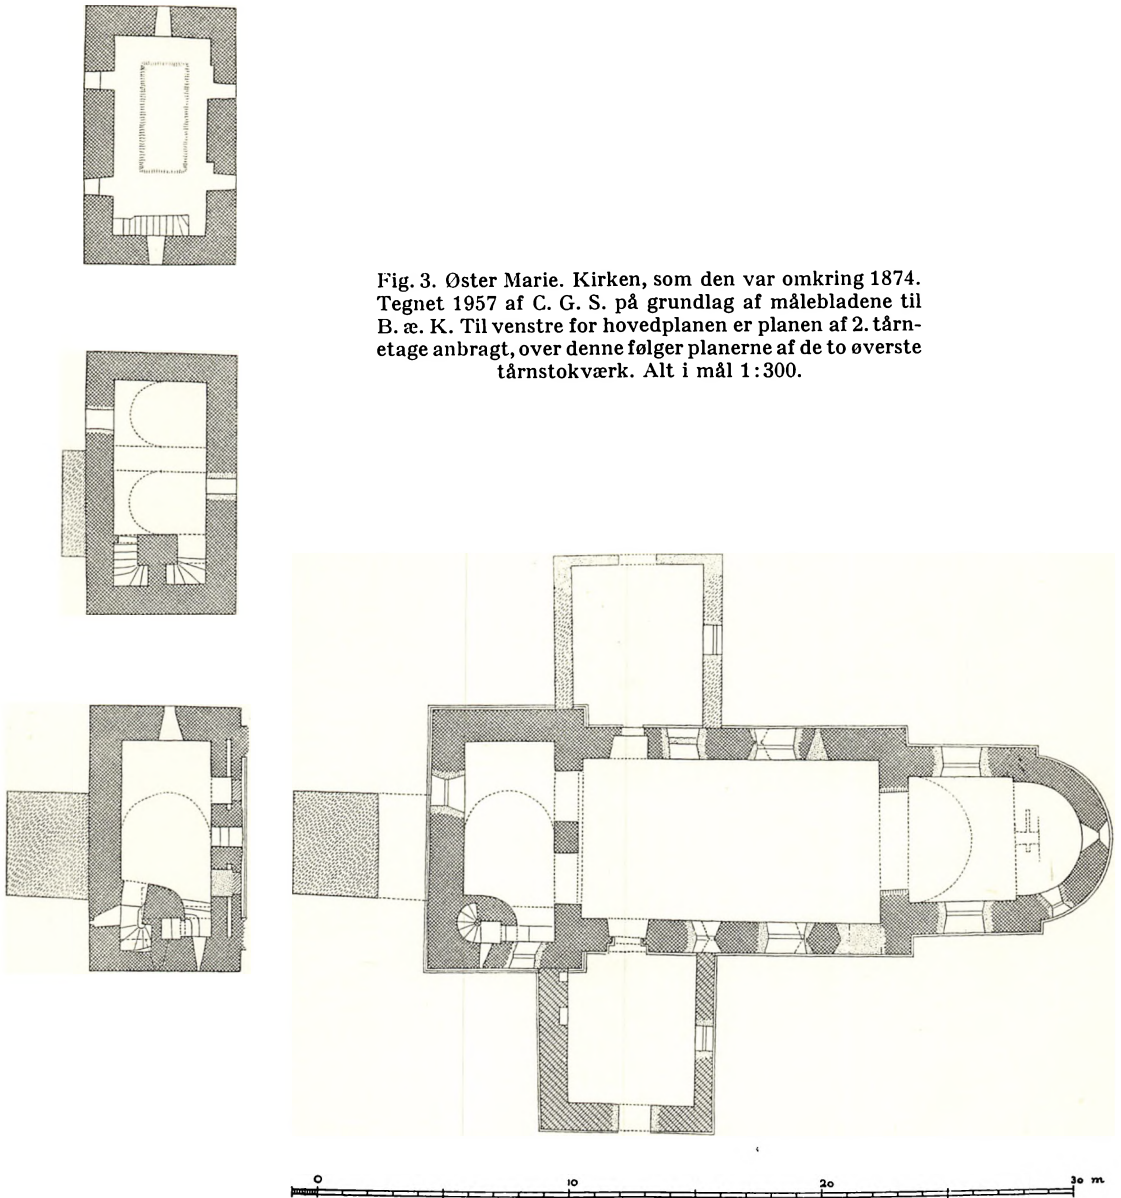 Fig. 3. Øster Marie. Kirken, som den var omkring 1874.
Tegnet 1957 af C. G. S. på grundlag af målebladene til
B. æ. K. Til venstre for hovedplanen er planen af 2. tårn-
etage anbragt, over denne følger planerne af de to øverste
tårnstokværk. Alt i mål 1:300.
0 10 20 30 m